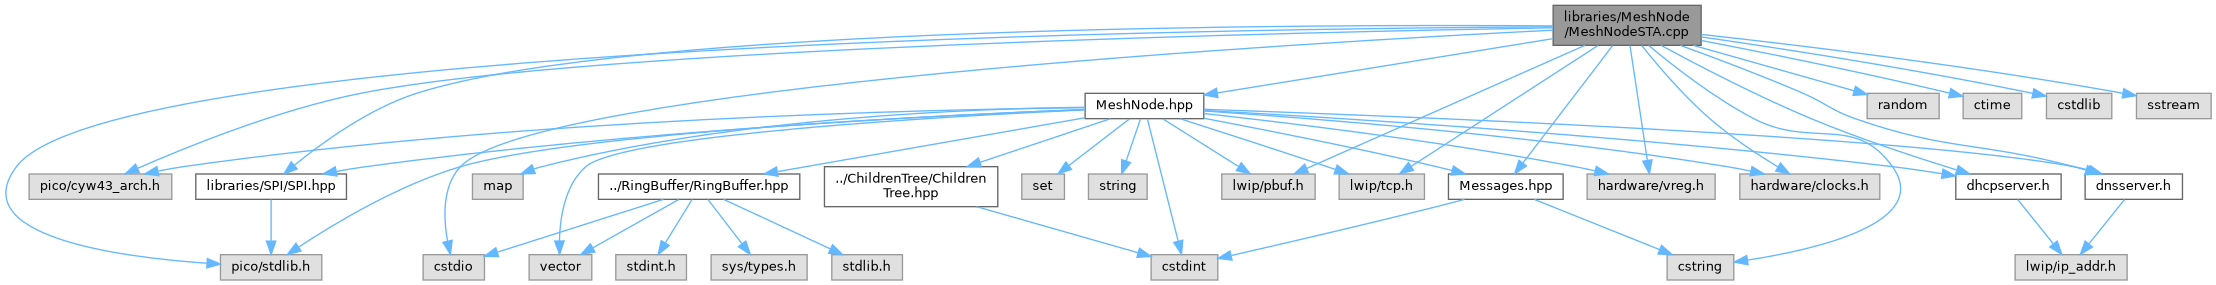 libraries/MeshNode
/MeshNodeSTA.cpp
MeshNode.hpp
random
ctime
cstdlib
sstream
pico/cyw43_arch.h
libraries/SPI/SPI.hpp
map
../RingBuffer/RingBuffer.hpp
../ChildrenTree/Children
Tree.hpp
set
string
lwip/pbuf.h
lwip/tcp.h
Messages.hpp
hardware/vreg.h
hardware/clocks.h
dhcpserver.h
dnsserver.h
pico/stdlib.h
cstdio
vector
stdint.h
sys/types.h
stdlib.h
cstdint
cstring
lwip/ip_addr.h